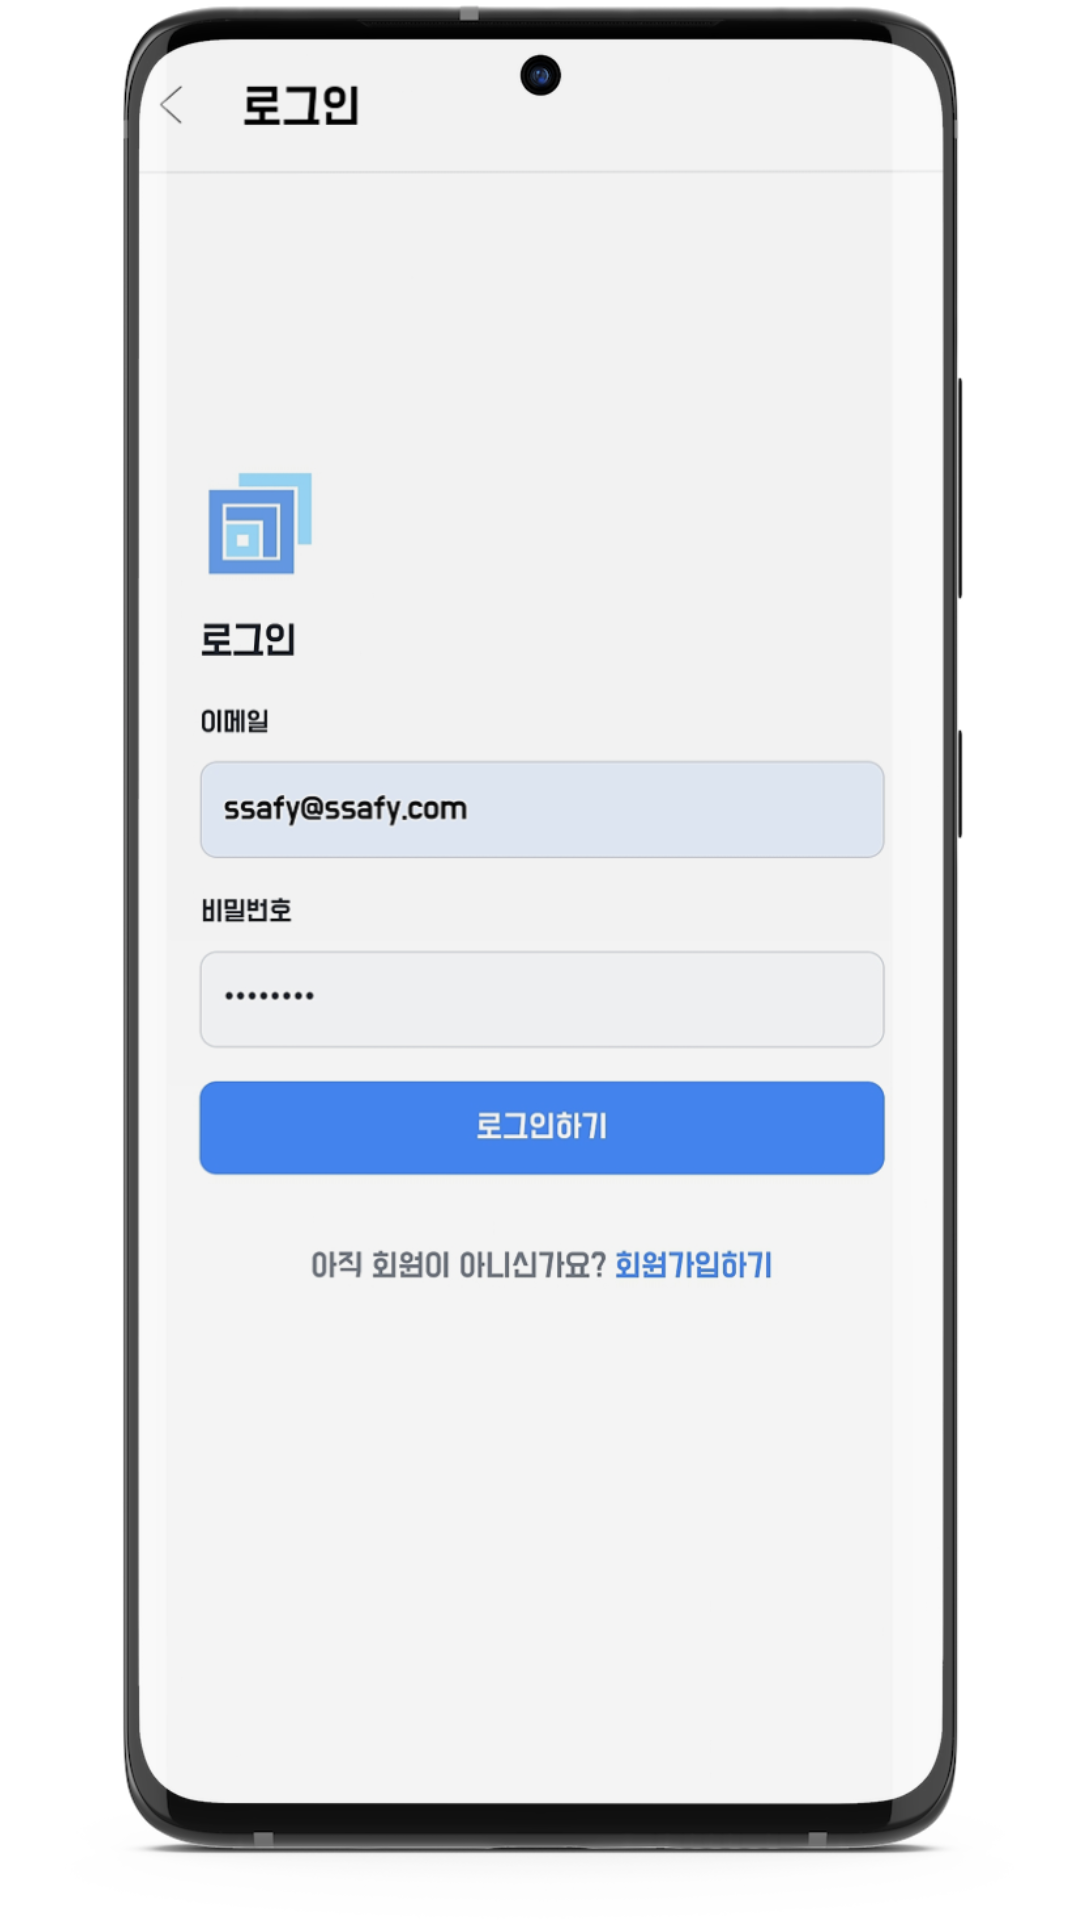 로그인
로그인
이메일
ssafy@ssafy.com
비밀번호
••••••••
로그인하기
아직 회원이 아니신가요? 회원가입하기